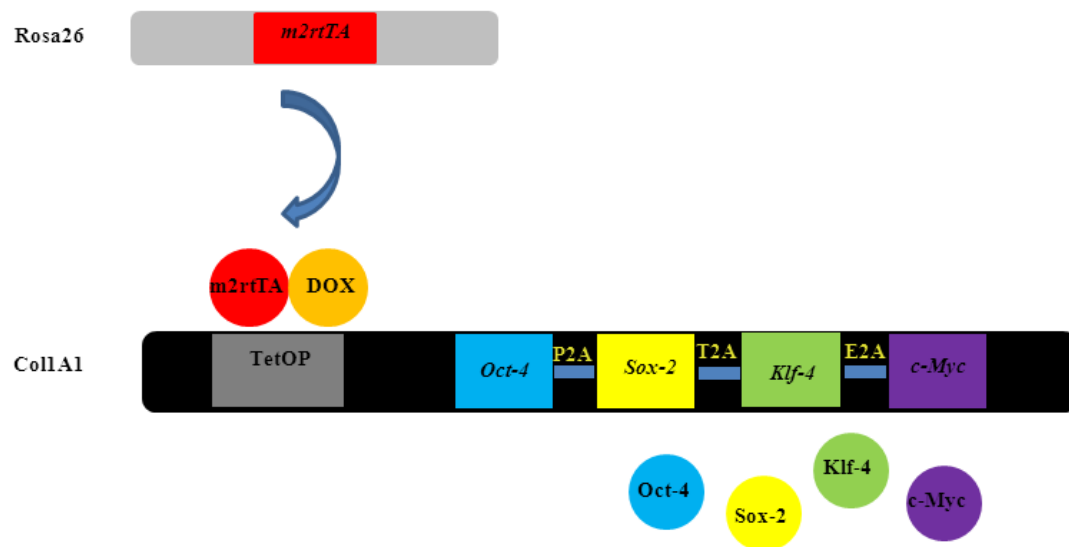 Rosa26
m2rtTA
m2rtTA
DOX
Col1A1
TetOP
Oct-4
P2A
Sox-2
T2A
Klf-4
E2A
c-Myc
Oct-4
Sox-2
Klf-4
c-Myc